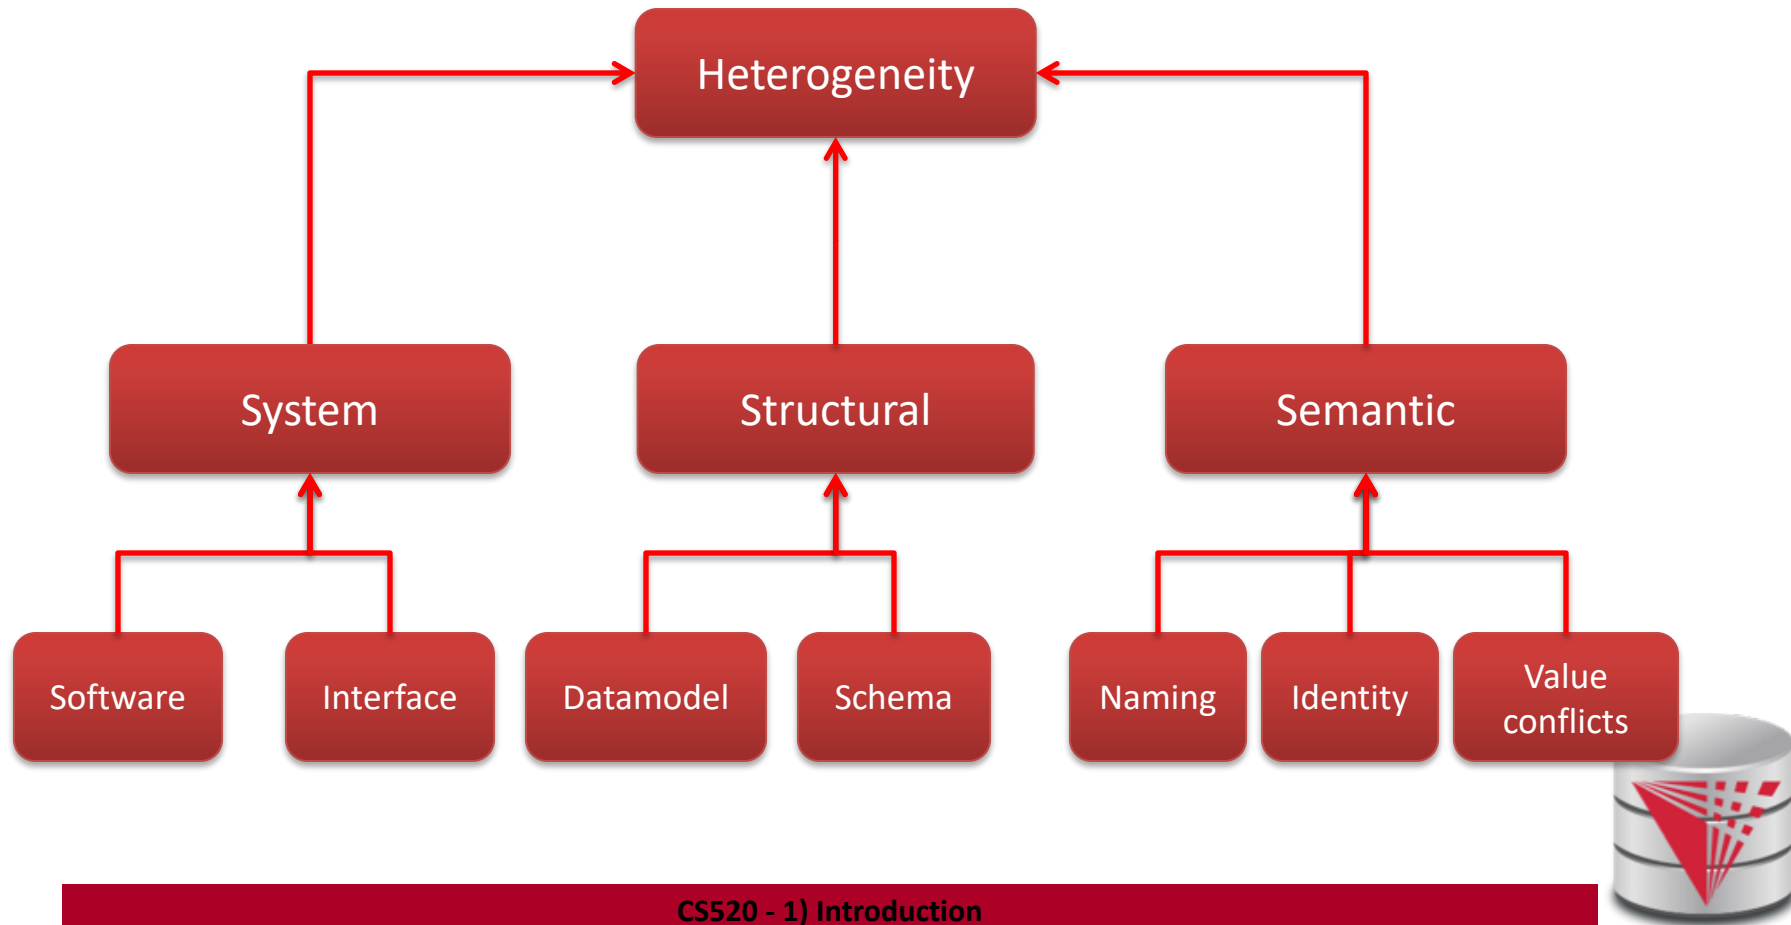 Heterogeneity
System
Structural
Semantic
Software
Interface
Datamodel
Schema
Naming
Identity
Value
conflicts
CS520 - 1) Introduction